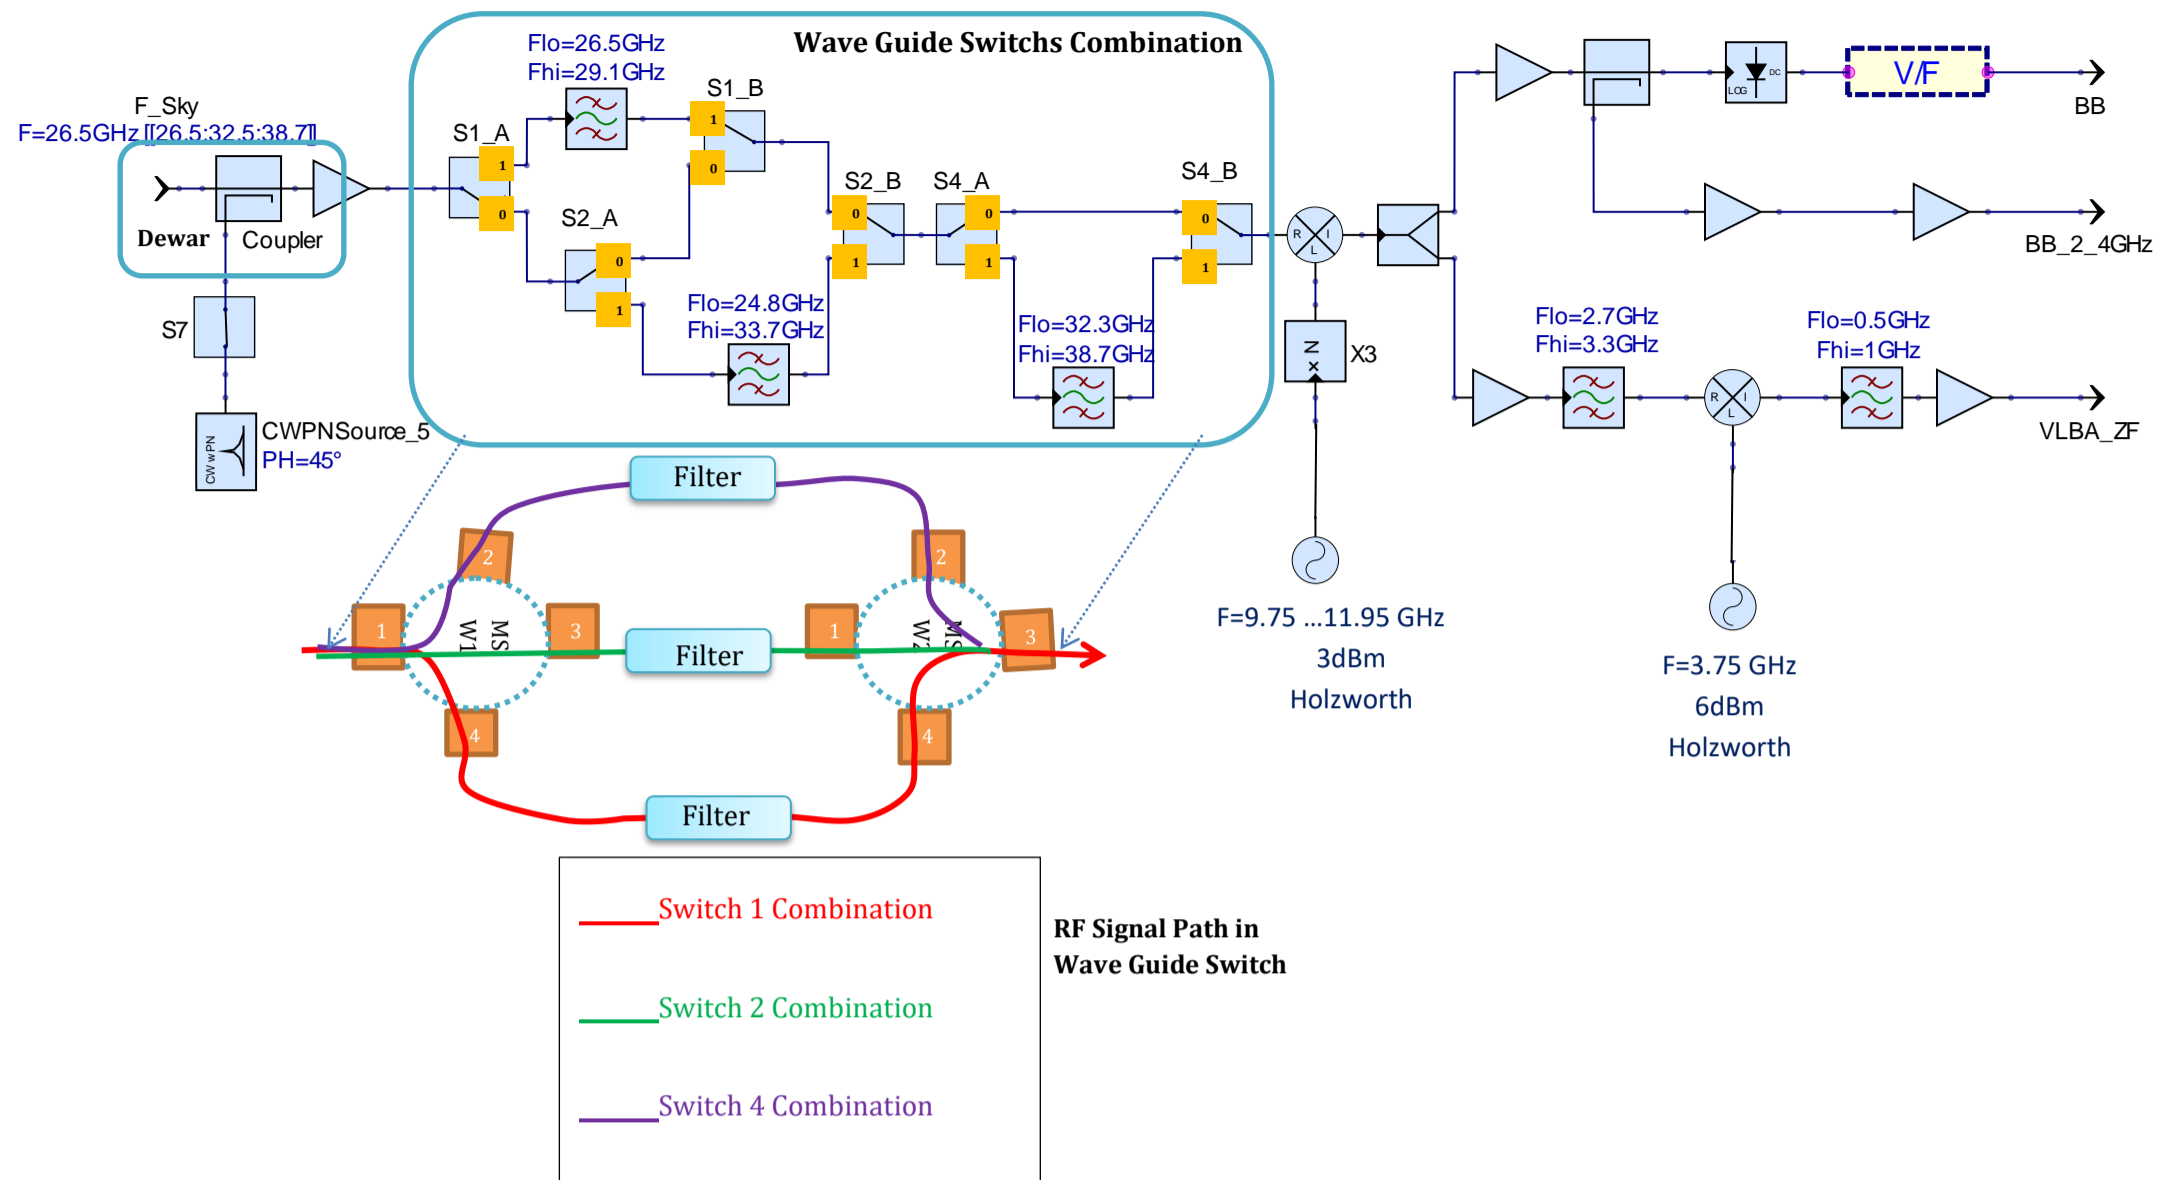 Wave Guide Switchs Combination
Flo=26.5GHz
Fhi=29.1GHz
F_Sky
F=26.5GHz [[26.5:32.5:38.7]]
Dewar
Coupler
S7
CWPNSource_5
PH=45°
CW w PN
S1_A
1
0
S1_B
1
0
S2_A
0
1
S2_B
0
1
S4_A
0
1
S4_B
0
1
Flo=24.8GHz
Fhi=33.7GHz
Flo=32.3GHz
Fhi=38.7GHz
R
I
L
N
×
X3
F=9.75 ...11.95 GHz
3dBm
Holzworth
LOG
DC
V/F
BB
BB_2_4GHz
Flo=2.7GHz
Fhi=3.3GHz
R
I
L
Flo=0.5GHz
Fhi=1GHz
VLBA_ZF
F=3.75 GHz
6dBm
Holzworth
Filter
2
2
1
MS
W1
3
Filter
1
MS
W2
3
4
4
Filter
Switch 1 Combination
Switch 2 Combination
Switch 4 Combination
RF Signal Path in
Wave Guide Switch